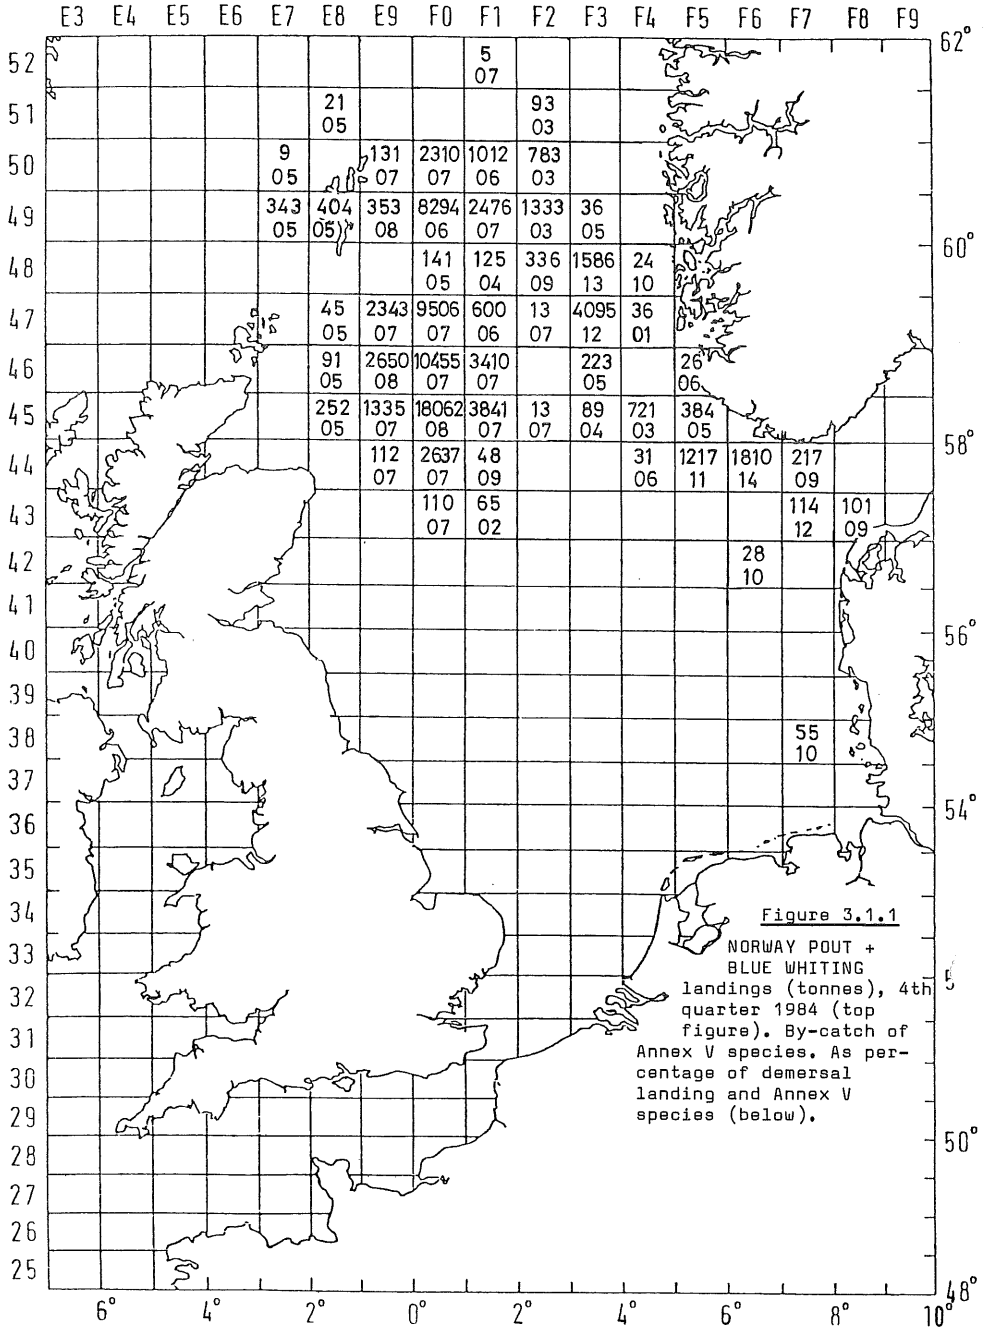 E3 E4 E5 E6 E7 E8 E9 F0 F1 F2 F3 F4 F5 F6 F7 F8 F9
62°
52 5
07
51 21 93
05 03
50 9 131 2310 1012 783
05 07 07 06 03
49 343 404 353 8294 2476 1333 36
05 05 08 06 07 03 05
60°
48 141 125 336 1586 24
05 04 09 13 10
47 45 2343 9506 600 13 4095 36
05 07 07 06 07 12 01
46 91 2650 10455 3410 223 26
05 08 07 07 05 06
45 252 1335 18062 3841 13 89 721 384
05 07 08 07 07 04 03 05
58°
44 112 2637 48 31 1217 1810 217
07 07 09 06 11 14 09
43 110 65 114 101
07 02 12 09
42 28
10
41
56°
40
39
38 55
10
37
54°
36
35
34
33
32
31
30
29
50°
28
27
26
25
48°
6° 4° 2° 0° 2° 4° 6° 8° 10°
Figure 3.1.1
NORWAY POUT +
BLUE WHITING
landings (tonnes), 4th
quarter 1984 (top
figure). By-catch of
Annex V species. As per-
centage of demersal
landing and Annex V
species (below).